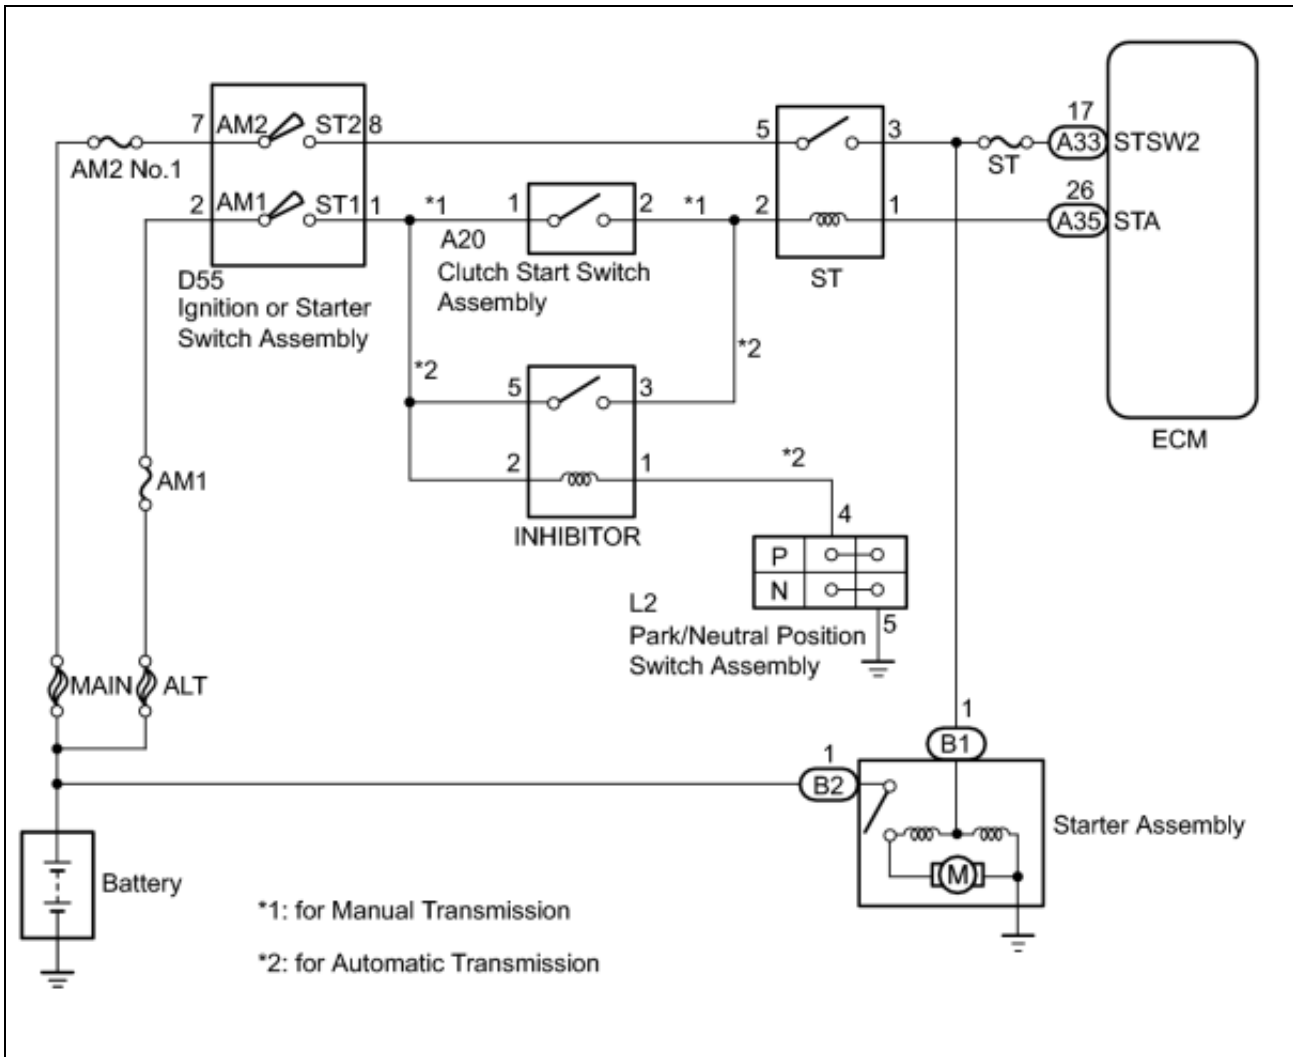 17
7 AM2 ST2 8 5 3 A33 STSW2
AM2 No.1 ST
26
2 AM1 ST1 1 *1 1 2 *1 2 1 A35 STA
A20
Clutch Start Switch
Assembly
ST
D55
Ignition or Starter
Switch Assembly
*2
*2
5 3
ECM
2 1 *2
AM1
INHIBITOR
4
P
N
L2
5
Park/Neutral Position
Switch Assembly
MAIN ALT
1
B1
1
B2
Starter Assembly
M
Battery
*1: for Manual Transmission
*2: for Automatic Transmission